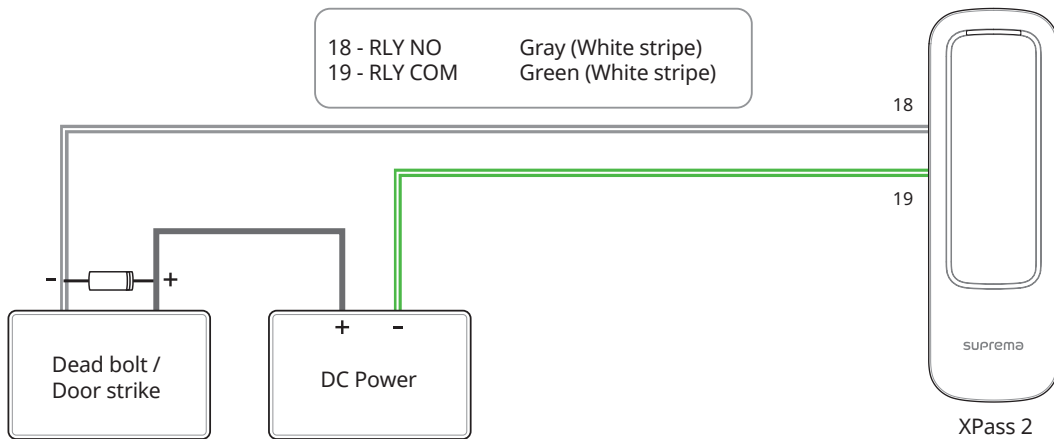 18 - RLY NO Gray (White stripe)
19 - RLY COM Green (White stripe)
18
19
- +
+ -
Dead bolt /
Door strike
DC Power
suprema
XPass 2